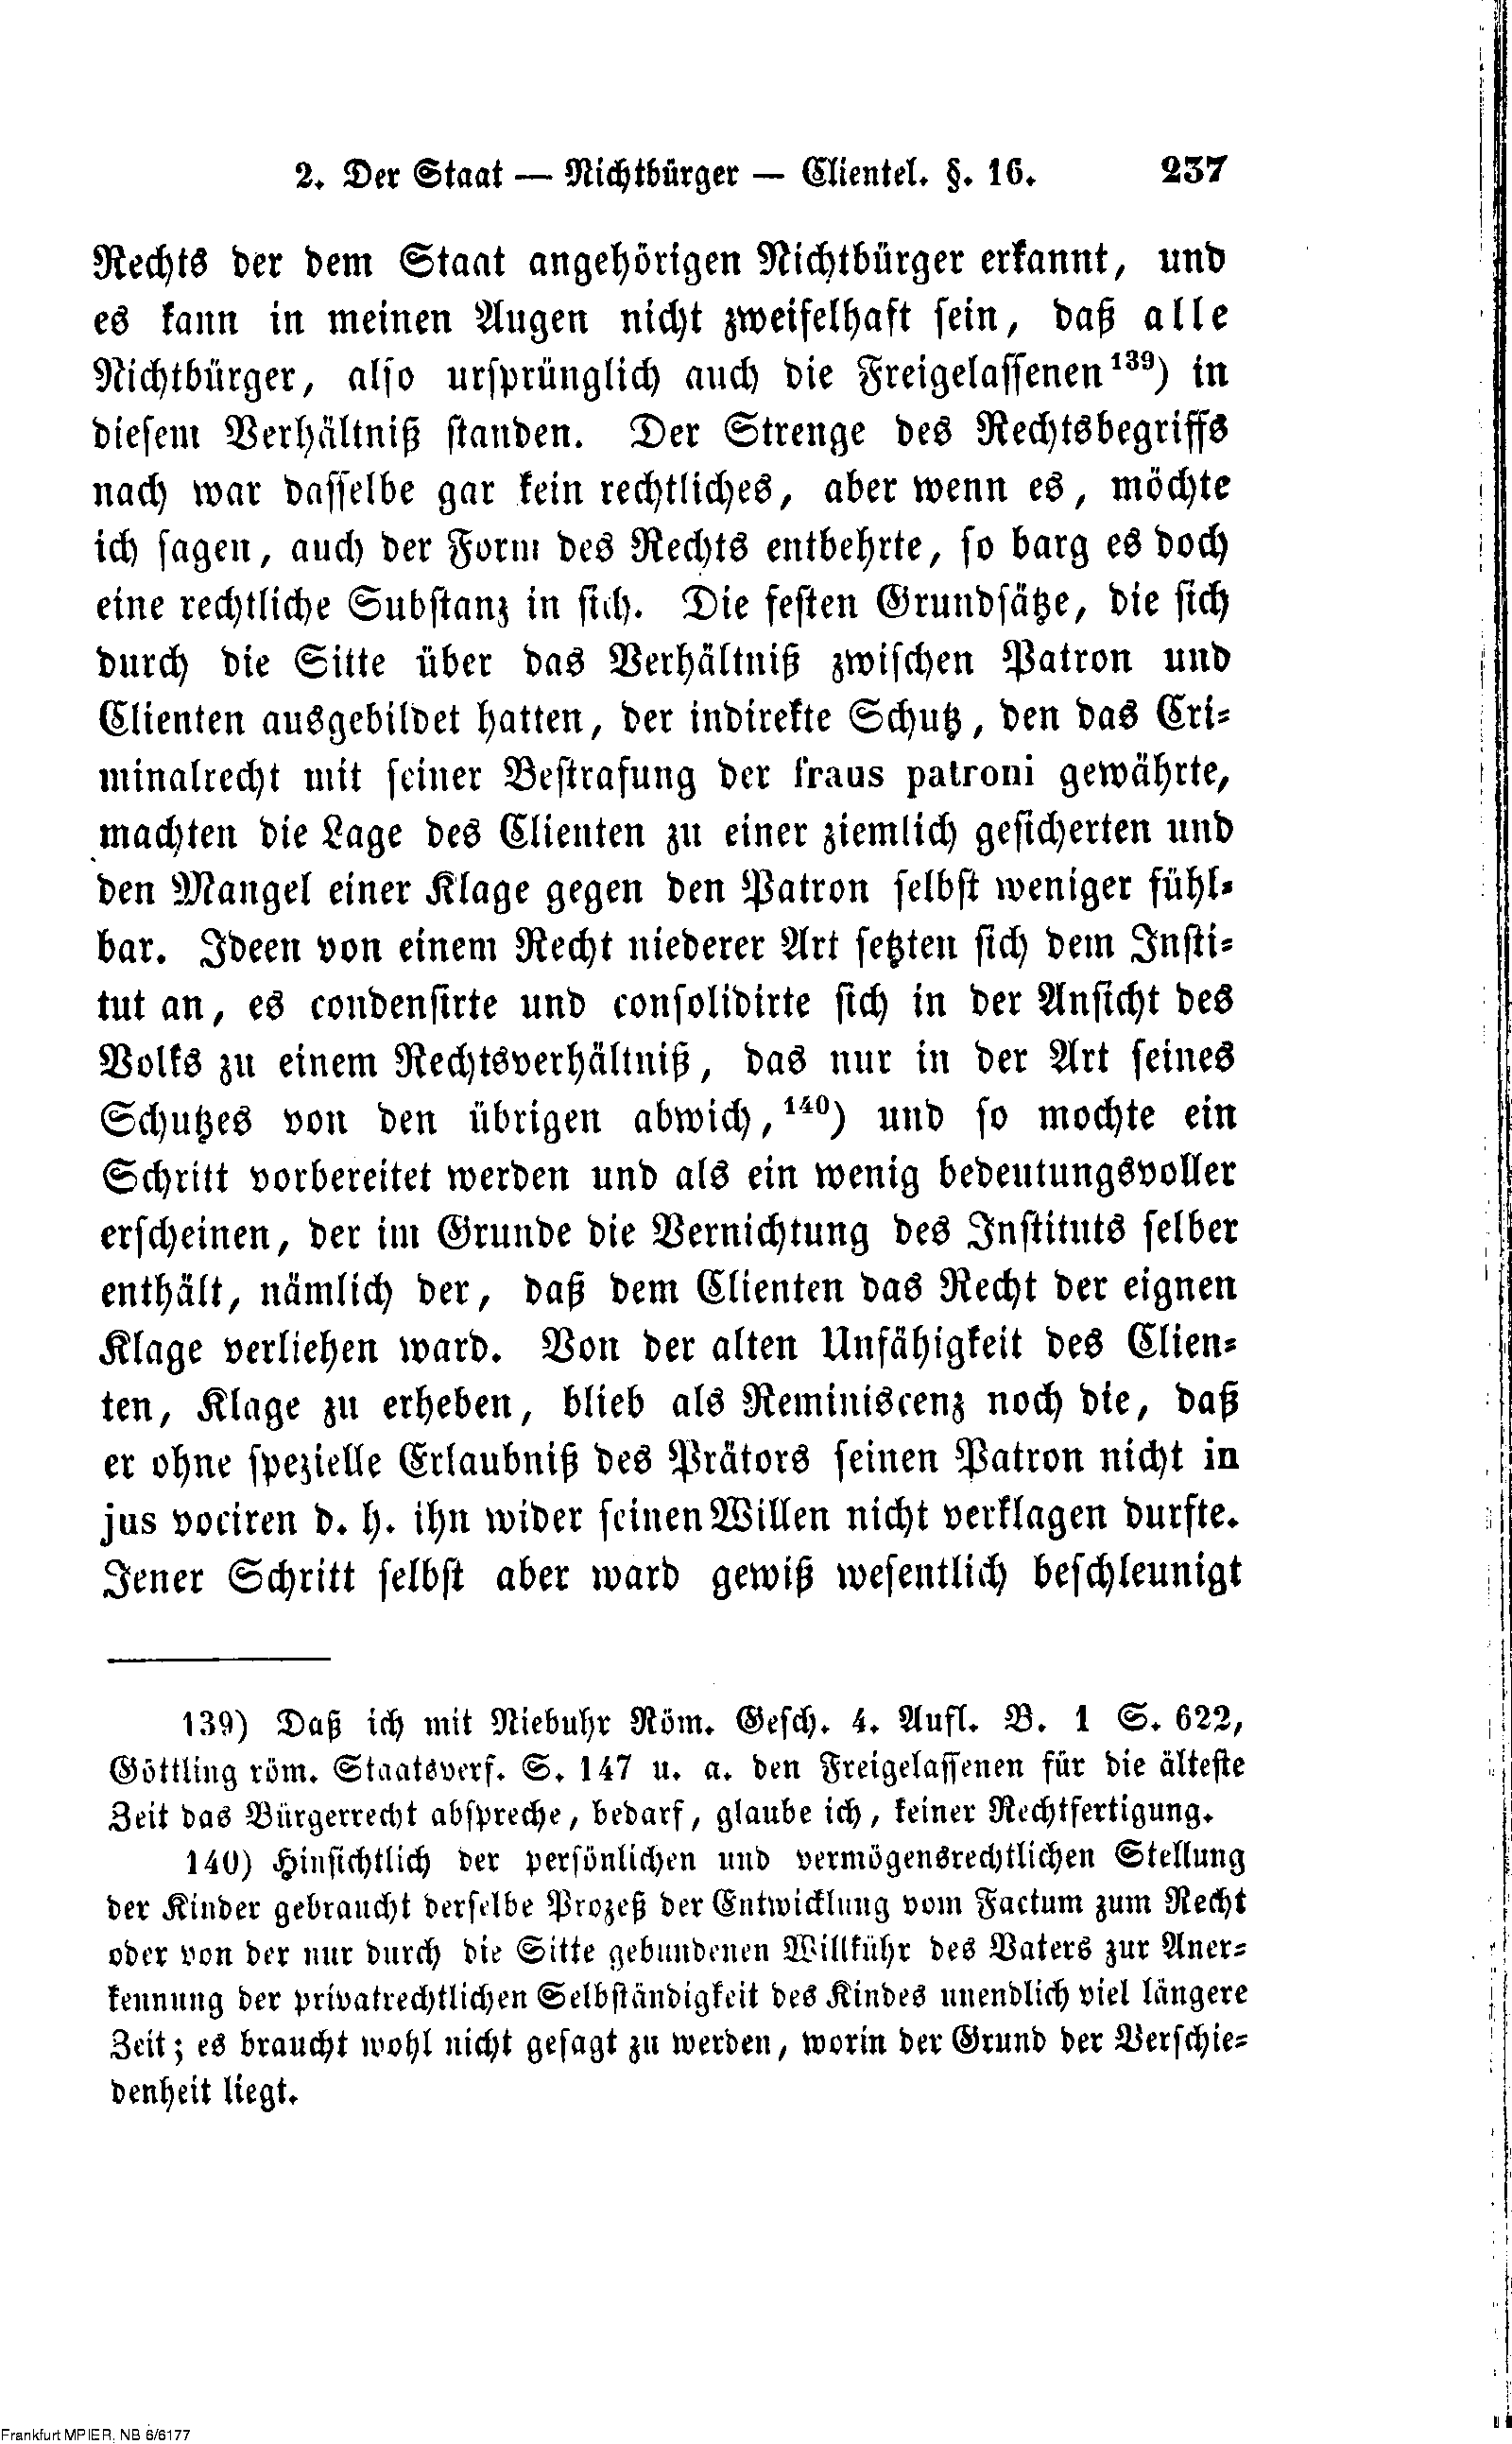 2. Der Staat — Nichtbürger — Clientel. §. 16. 237
Rechts der dem Staat angehörigen Nichtbürger erkannt, und
es kann in meinen Augen nicht zweifelhaft sein, daß alle
Nichtbürger, also ursprünglich auch die Freigelassenen¹³⁹) in
diesem Verhältniß standen. Der Strenge des Rechtsbegriffs
nach war dasselbe gar kein rechtliches, aber wenn es, möchte
ich sagen, auch der Form des Rechts entbehrte, so barg es doch
eine rechtliche Substanz in sich. Die festen Grundsätze, die sich
durch die Sitte über das Verhältniß zwischen Patron und
Clienten ausgebildet hatten, der indirekte Schutz, den das Cri-
minalrecht mit seiner Bestrafung der fraus patroni gewährte,
machten die Lage des Clienten zu einer ziemlich gesicherten und
den Mangel einer Klage gegen den Patron selbst weniger fühl-
bar. Ideen von einem Recht niederer Art setzten sich dem Insti-
tut an, es condensirte und consolidirte sich in der Ansicht des
Volks zu einem Rechtsverhältniß, das nur in der Art seines
Schutzes von den übrigen abwich,¹⁴⁰) und so mochte ein
Schritt vorbereitet werden und als ein wenig bedeutungsvoller
erscheinen, der im Grunde die Vernichtung des Instituts selber
enthält, nämlich der, daß dem Clienten das Recht der eignen
Klage verliehen ward. Von der alten Unfähigkeit des Clien-
ten, Klage zu erheben, blieb als Reminiscenz noch die, daß
er ohne spezielle Erlaubniß des Prätors seinen Patron nicht in
jus vociren d. h. ihn wider seinen Willen nicht verklagen durfte.
Jener Schritt selbst aber ward gewiß wesentlich beschleunigt
139) Daß ich mit Niebuhr Röm. Gesch. 4. Aufl. B. 1 S. 622,
Göttling röm. Staatsverf. S. 147 u. a. den Freigelassenen für die älteste
Zeit das Bürgerrecht abspreche, bedarf, glaube ich, keiner Rechtfertigung.
140) Hinsichtlich der persönlichen und vermögensrechtlichen Stellung
der Kinder gebraucht derselbe Prozeß der Entwicklung vom Factum zum Recht
oder von der nur durch die Sitte gebundenen Willkühr des Vaters zur Aner-
kennung der privatrechtlichen Selbständigkeit des Kindes unendlich viel längere
Zeit; es braucht wohl nicht gesagt zu werden, worin der Grund der Verschie-
denheit liegt.
Frankfurt MPIER, NB 6/6177